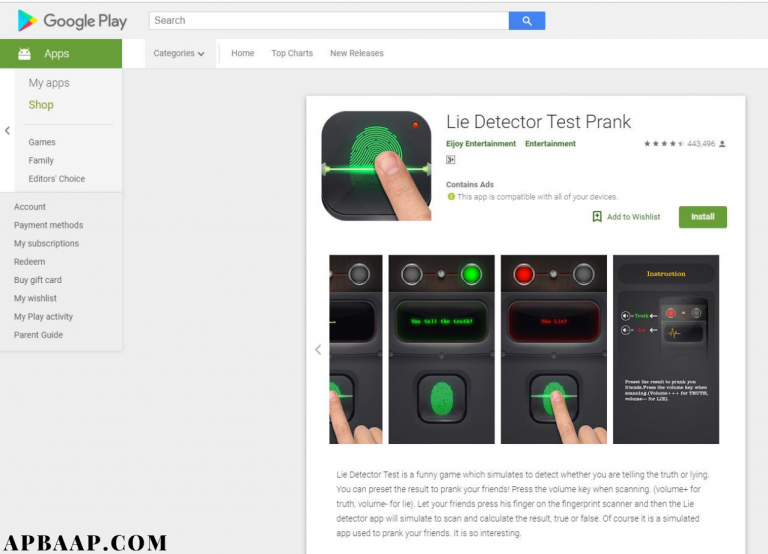 Google Play
Search
Apps
Categories
Home
Top Charts
New Releases
My apps
Shop
Games
Family
Editors' Choice
Account
Payment methods
My subscriptions
Redeem
Buy gift card
My wishlist
My Play activity
Parent Guide
Lie Detector Test Prank
Eijoy Entertainment Entertainment
443,496
3+
Contains Ads
This app is compatible with all of your devices.
Add to Wishlist
Install
You tell the truth!
You Lie!
Instruction
Truth
Lie
Preset the result to prank you
friends.Press the volume key when
scanning.(Volume+++ for TRUTH,
volume-- for LIE).
Lie Detector Test is a funny game which simulates to detect whether you are telling the truth or lying.
You can preset the result to prank your friends! Press the volume key when scanning. (volume+ for
truth, volume- for lie). Let your friends press his finger on the fingerprint scanner and then the Lie
detector app will simulate to scan and calculate the result, true or false. Of course it is a simulated
app used to prank your friends. It is so interesting.
APBAAP.COM